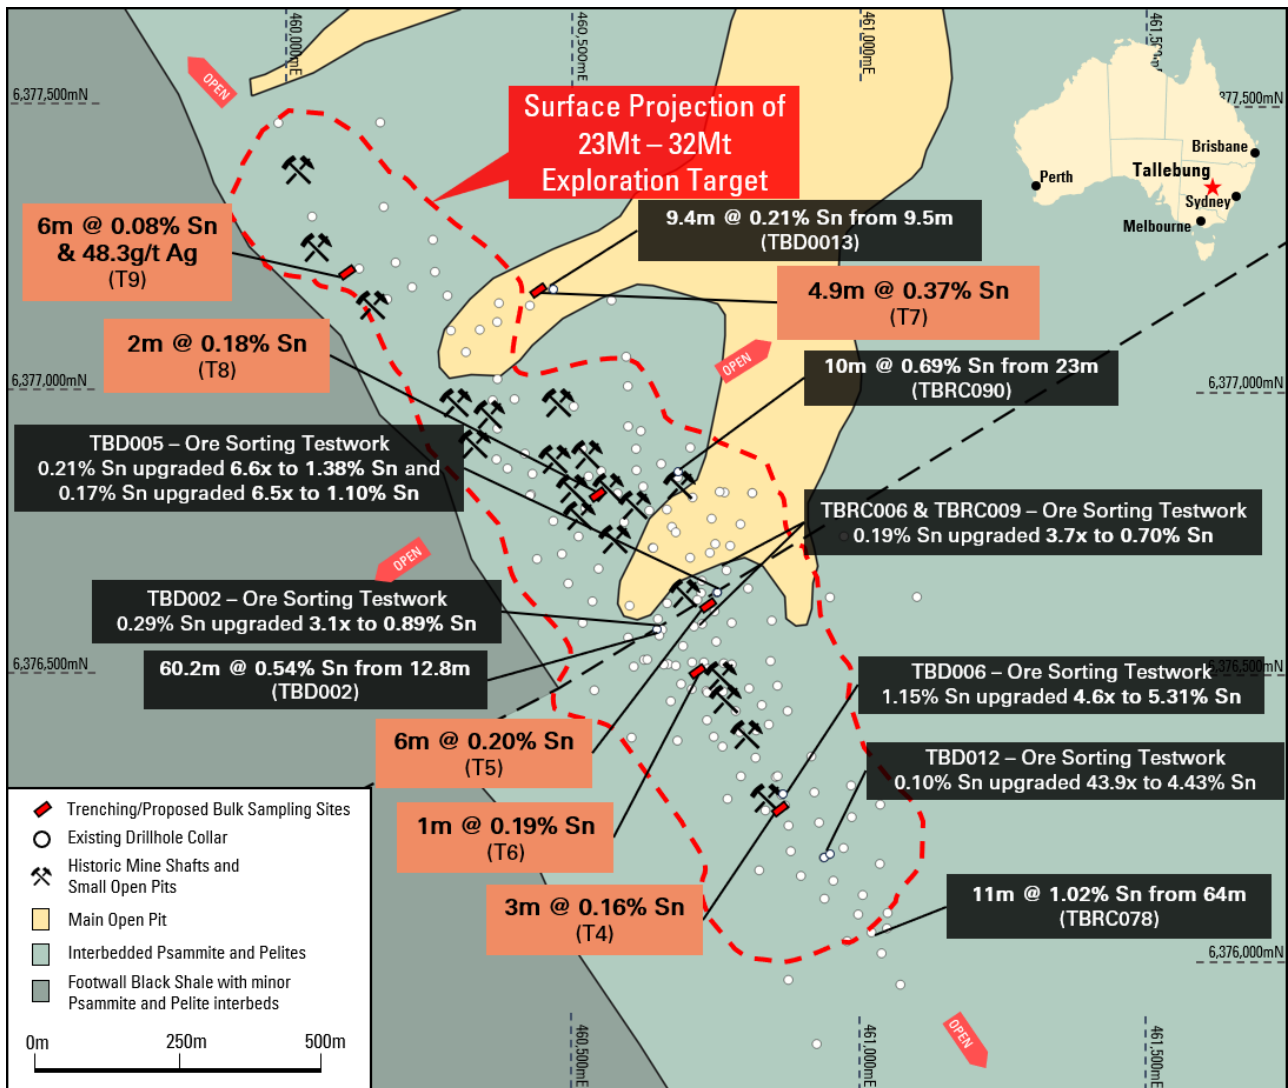 460,000mE
460,500mE
461,000mE
461,5
6,377,500mN
377,500mN
OPEN
Surface Projection of
23Mt – 32Mt
Exploration Target
Brisbane
Perth
Tallebung
Sydney
Melbourne
6m @ 0.08% Sn
& 48.3g/t Ag
(T9)
9.4m @ 0.21% Sn from 9.5m
(TBD0013)
4.9m @ 0.37% Sn
(T7)
2m @ 0.18% Sn
(T8)
OPEN
10m @ 0.69% Sn from 23m
(TBRC090)
6,377,000mN
6,377,000mN
TBD005 – Ore Sorting Testwork
0.21% Sn upgraded 6.6x to 1.38% Sn and
0.17% Sn upgraded 6.5x to 1.10% Sn
TBRC006 & TBRC009 – Ore Sorting Testwork
0.19% Sn upgraded 3.7x to 0.70% Sn
OPEN
TBD002 – Ore Sorting Testwork
0.29% Sn upgraded 3.1x to 0.89% Sn
6,376,500mN
6,376,500mN
60.2m @ 0.54% Sn from 12.8m
(TBD002)
TBD006 – Ore Sorting Testwork
1.15% Sn upgraded 4.6x to 5.31% Sn
6m @ 0.20% Sn
(T5)
TBD012 – Ore Sorting Testwork
0.10% Sn upgraded 43.9x to 4.43% Sn
1m @ 0.19% Sn
(T6)
3m @ 0.16% Sn
(T4)
11m @ 1.02% Sn from 64m
(TBRC078)
6,376,000mN
Trenching/Proposed Bulk Sampling Sites
Existing Drillhole Collar
Historic Mine Shafts and
Small Open Pits
Main Open Pit
Interbedded Psammite and Pelites
Footwall Black Shale with minor
Psammite and Pelite interbeds
0m
250m
500m
460,500mE
461,000mE
461,500mE
OPEN